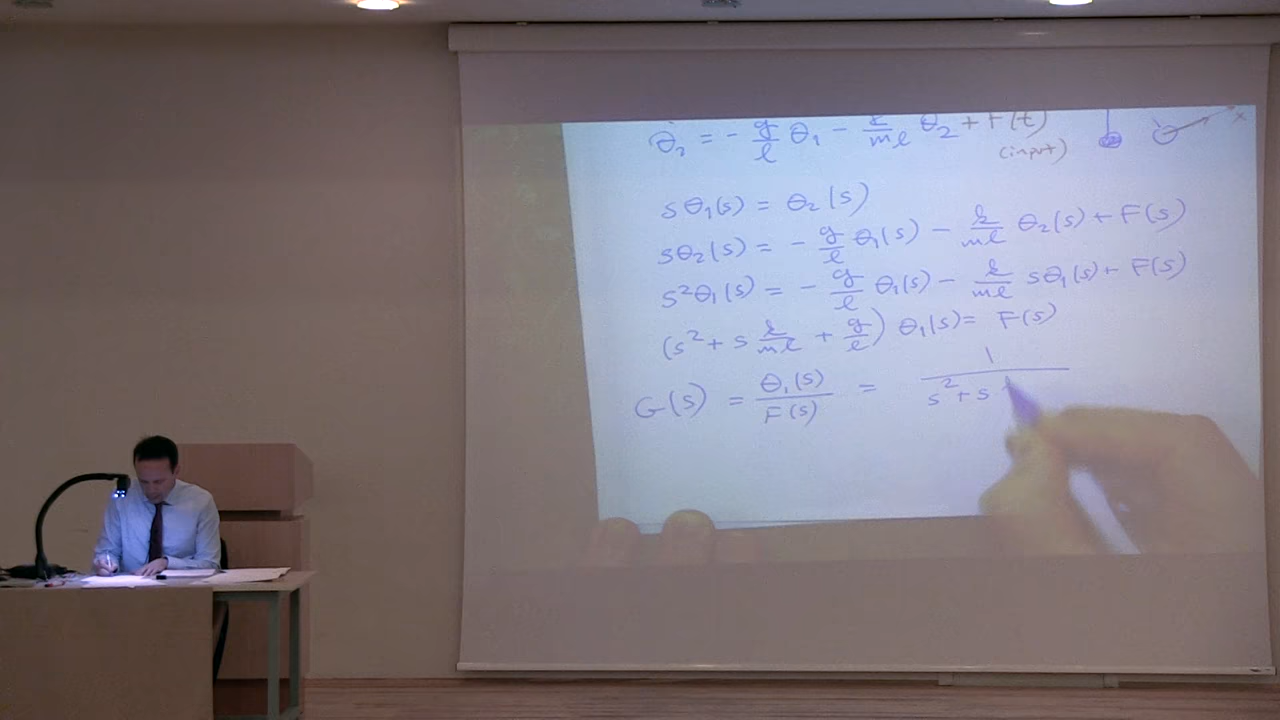 θ̇₂ = - g/ℓ θ₁ - k/mℓ θ₂ + F(t)
(input)
x
sθ₁(s) = θ₂(s)
sθ₂(s) = - g/ℓ θ₁(s) - k/mℓ θ₂(s) + F(s)
s²θ₁(s) = - g/ℓ θ₁(s) - k/mℓ sθ₁(s) + F(s)
(s² + s k/mℓ + g/ℓ) θ₁(s) = F(s)
G(s) = θ₁(s)/F(s) = 1/s² + s